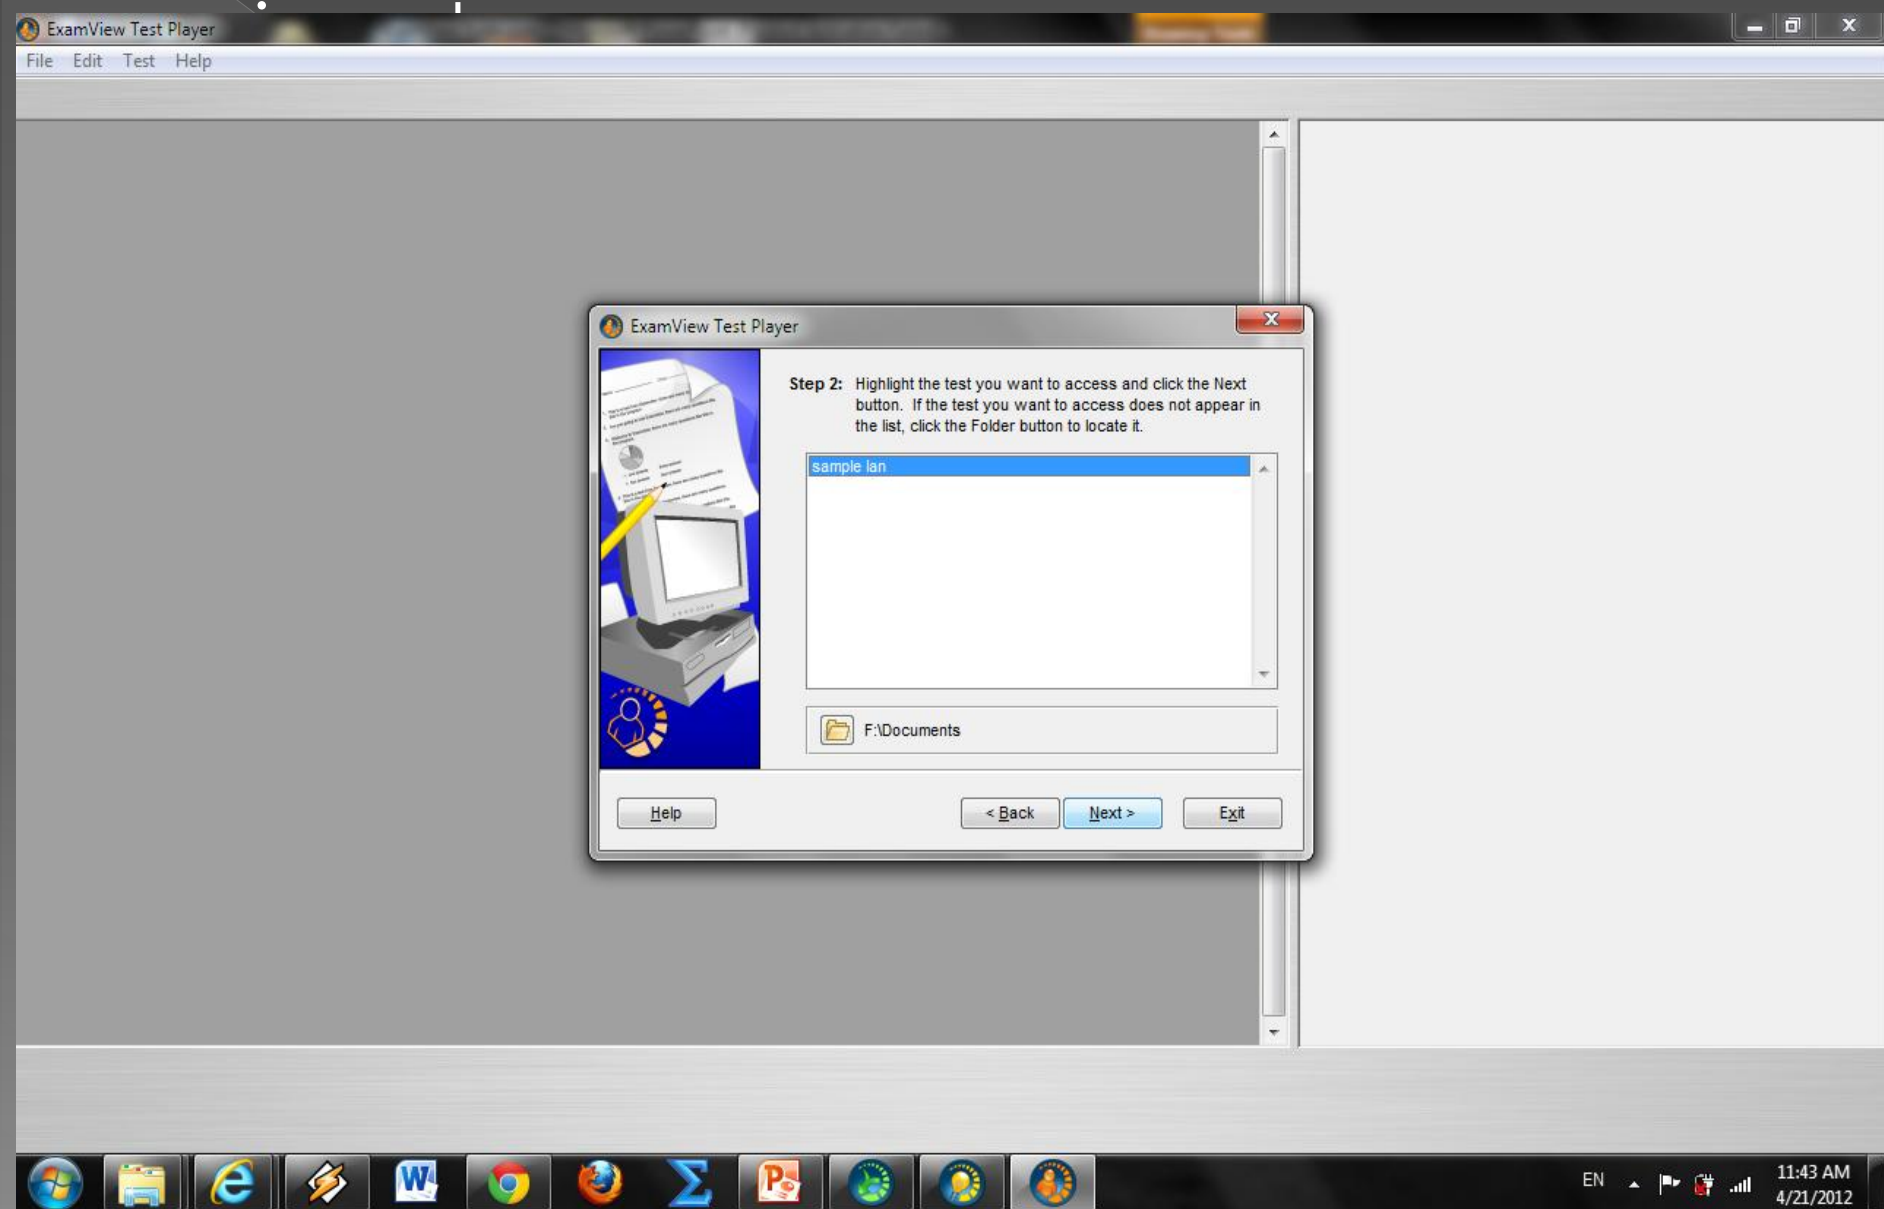 ExamView Test Player
File Edit Test Help
ExamView Test Player
Step 2: Highlight the test you want to access and click the Next
button. If the test you want to access does not appear in
the list, click the Folder button to locate it.
sample lan
F:\Documents
Help
< Back
Next >
Exit
EN
11:43 AM
4/21/2012